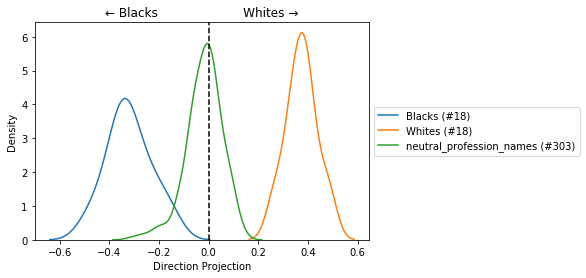 ← Blacks
Whites →
Density
6
5
4
3
2
1
0
−0.6
−0.4
−0.2
0.0
0.2
0.4
0.6
Direction Projection
Blacks (#18)
Whites (#18)
neutral_profession_names (#303)